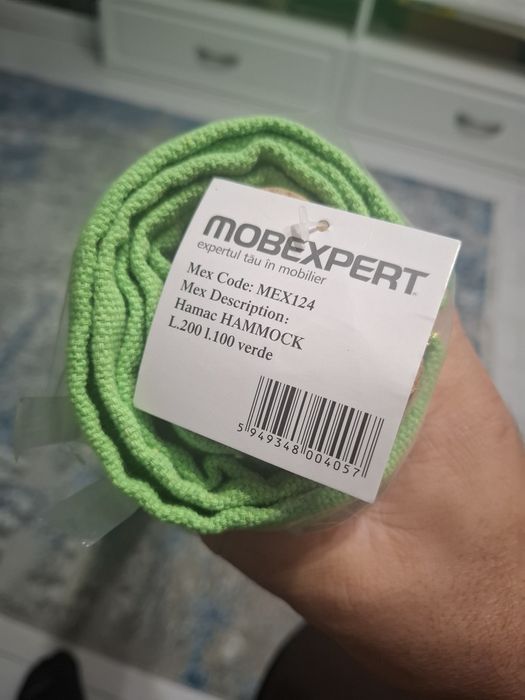 MOBEXPERT
expertul tău în mobilier
Mex Code: MEX124
Mex Description:
Hamac HAMMOCK
L.200 l.100 verde
5 949348 004057